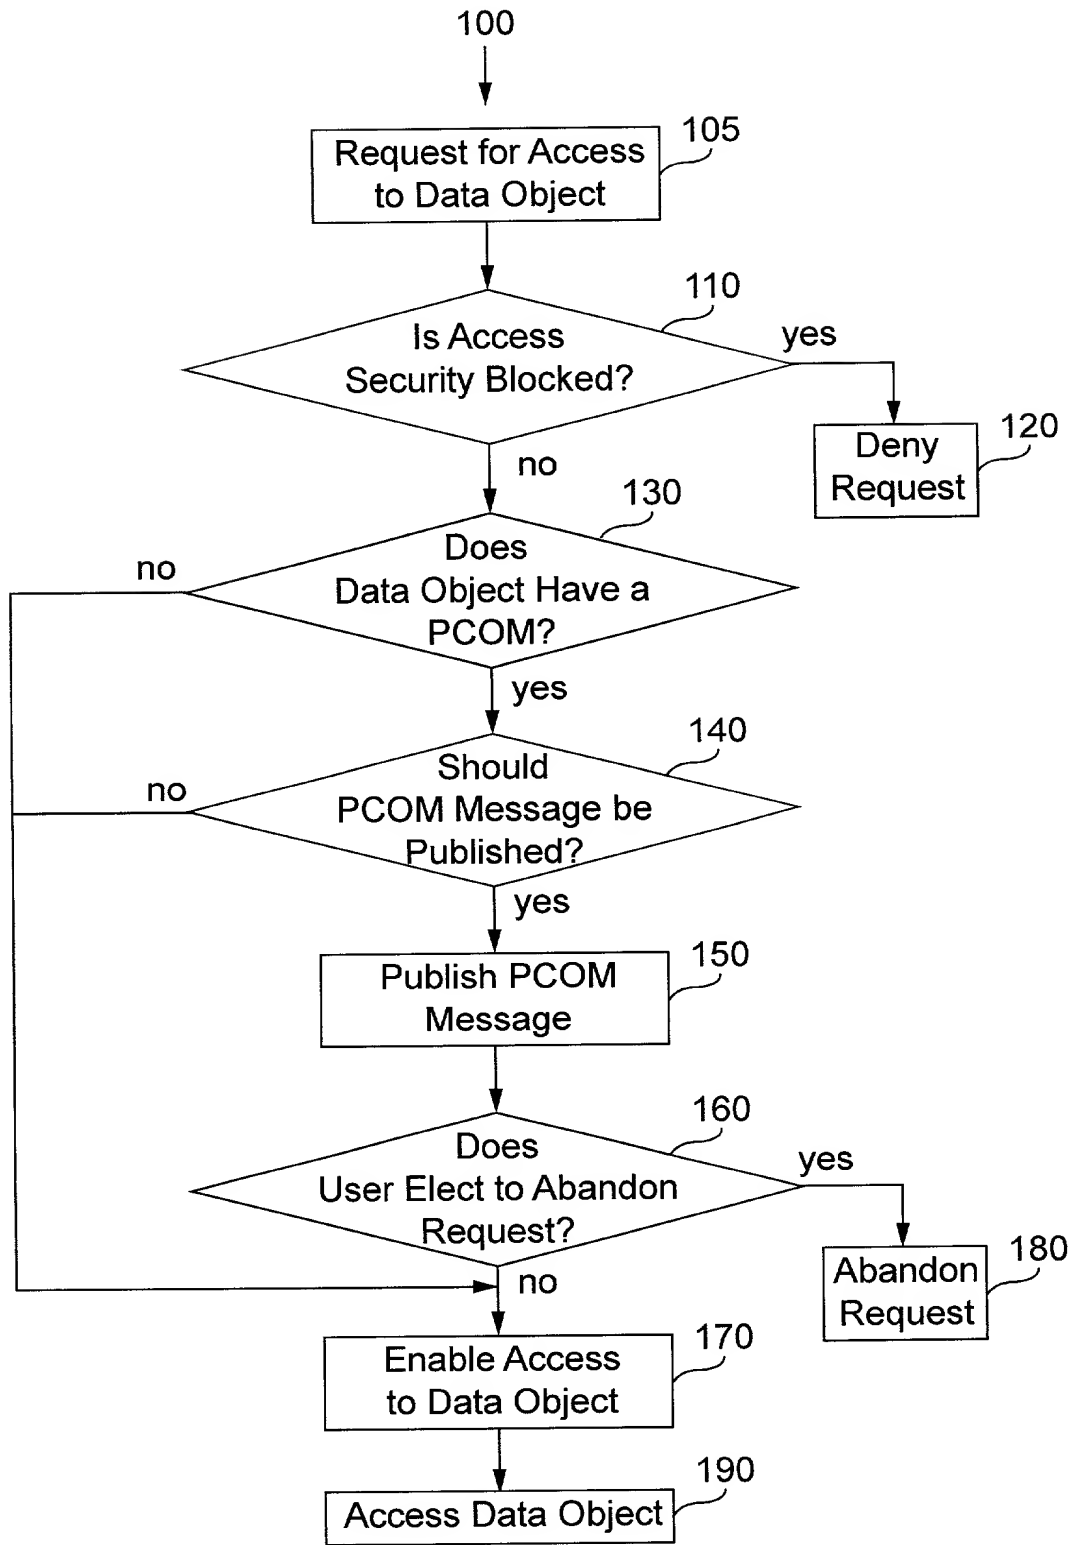 100
105
Request for Access
to Data Object
110
Is Access
Security Blocked?
yes
120
Deny
Request
no
130
Does
Data Object Have a
PCOM?
no
yes
140
Should
PCOM Message be
Published?
no
yes
150
Publish PCOM
Message
160
Does
User Elect to Abandon
Request?
yes
180
Abandon
Request
no
170
Enable Access
to Data Object
190
Access Data Object